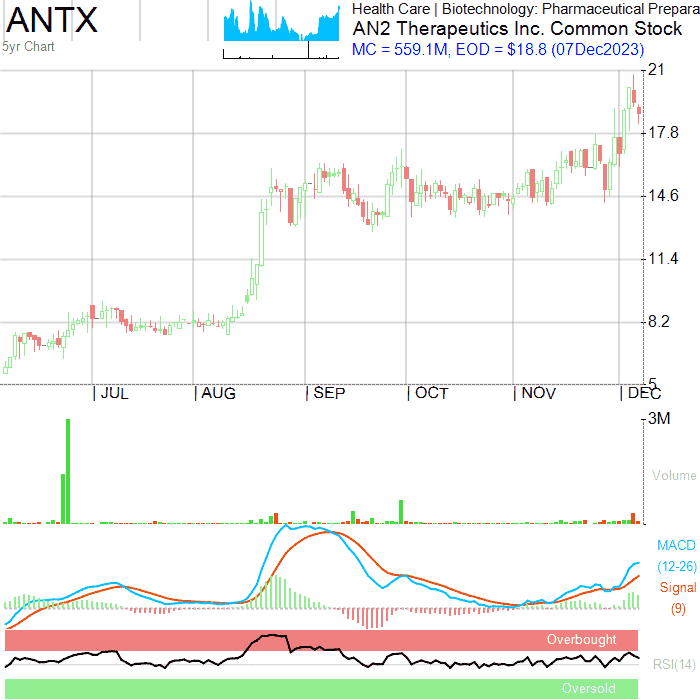 ANTX
5yr Chart
Health Care | Biotechnology: Pharmaceutical Prepara
AN2 Therapeutics Inc. Common Stock
MC = 559.1M, EOD = $18.8 (07Dec2023)
21
17.8
14.6
11.4
8.2
5
JUL AUG SEP OCT NOV DEC
3M
Volume
MACD
(12-26)
Signal
(9)
Overbought
RSI(14)
Oversold